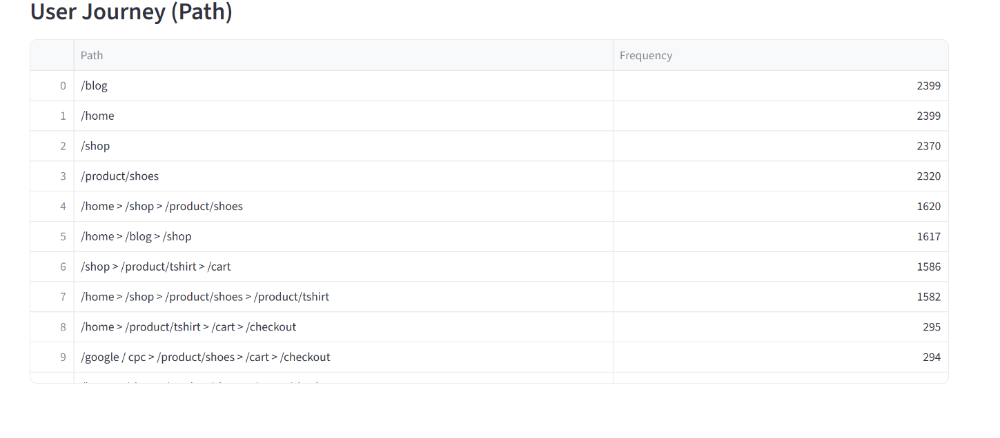 User Journey (Path)
Path Frequency
0 /blog 2399
1 /home 2399
2 /shop 2370
3 /product/shoes 2320
4 /home > /shop > /product/shoes 1620
5 /home > /blog > /shop 1617
6 /shop > /product/tshirt > /cart 1586
7 /home > /shop > /product/shoes > /product/tshirt 1582
8 /home > /product/tshirt > /cart > /checkout 295
9 /google / cpc > /product/shoes > /cart > /checkout 294